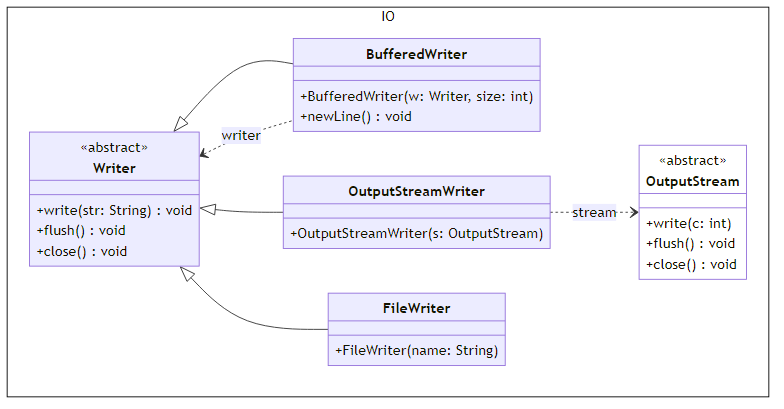 IO
BufferedWriter
+BufferedWriter(w: Writer, size: int)
+newLine() : void
writer
«abstract»
Writer
+write(str: String) : void
+flush() : void
+close() : void
OutputStreamWriter
+OutputStreamWriter(s: OutputStream)
stream
«abstract»
OutputStream
+write(c: int)
+flush() : void
+close() : void
FileWriter
+FileWriter(name: String)